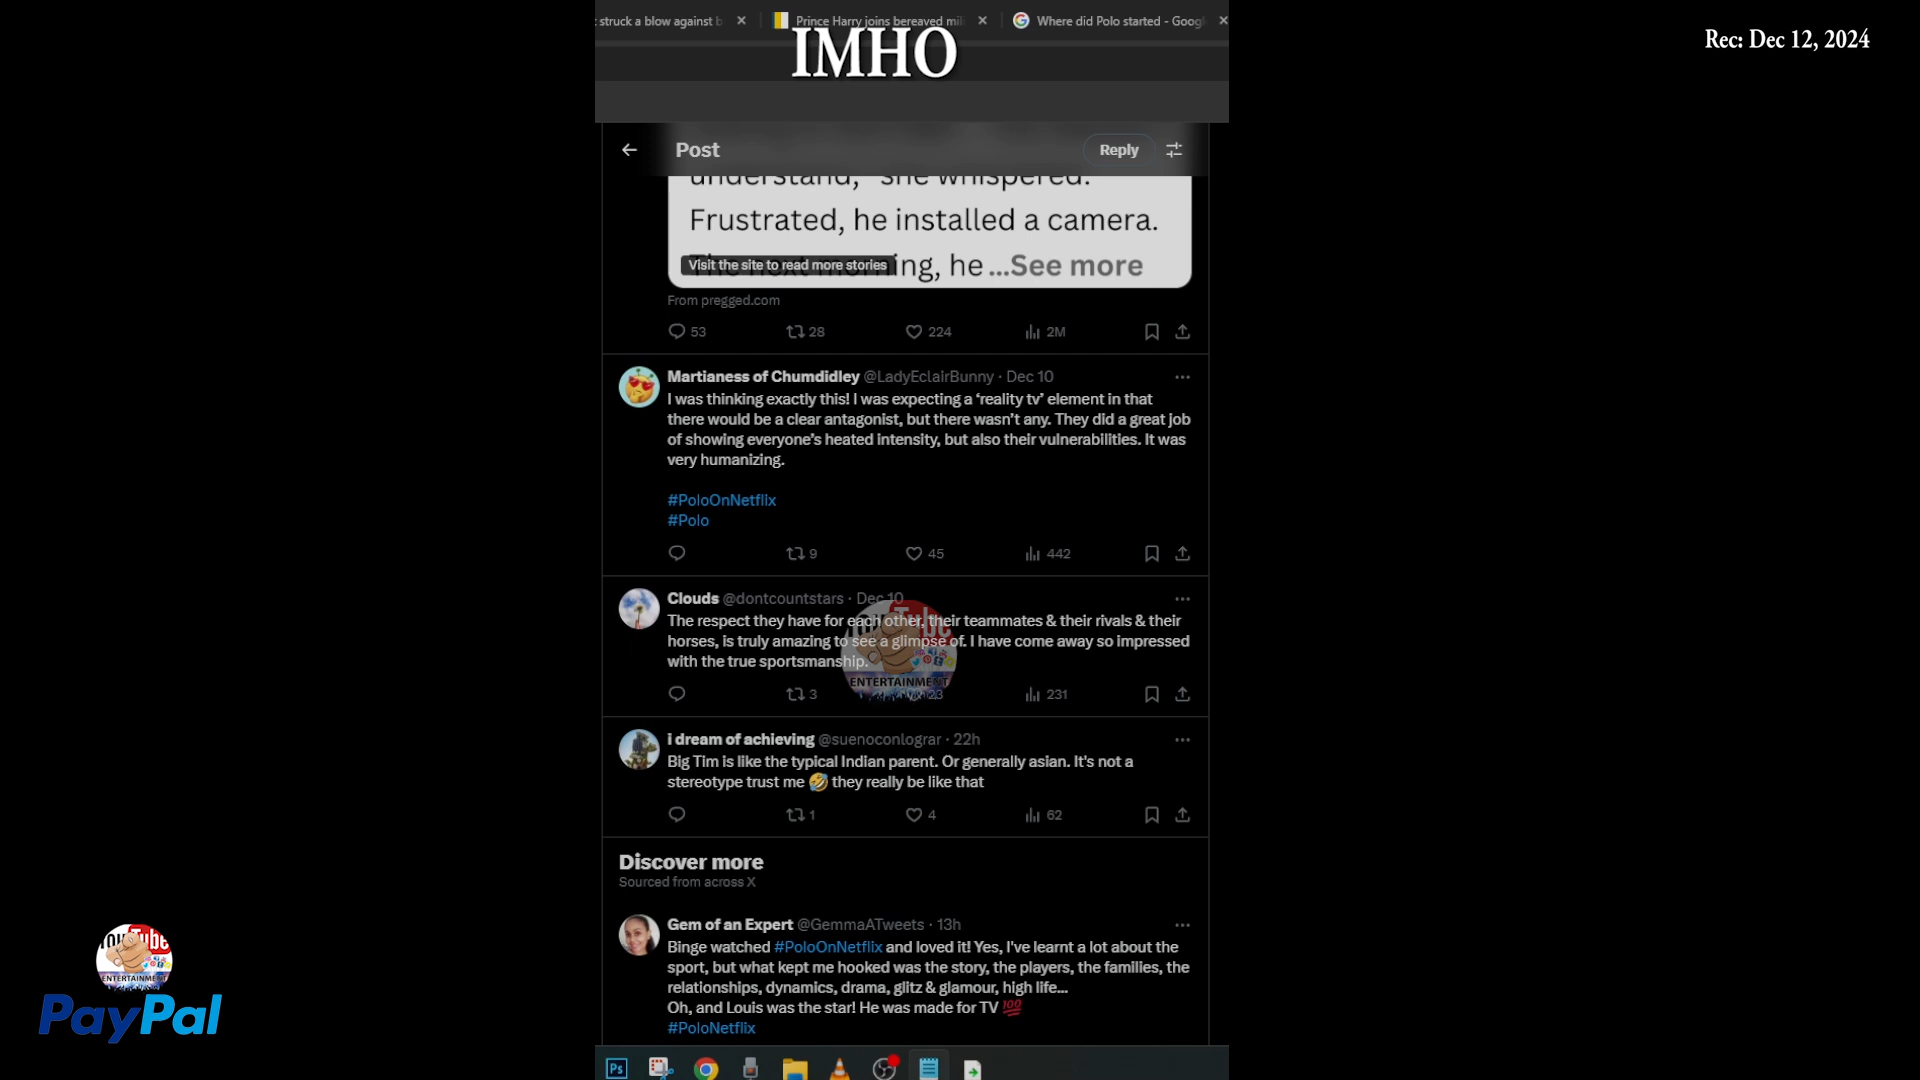 struck a blow against b
Prince Harry joins bereaved mili
Where did Polo started - Googl
IMHO
Rec: Dec 12, 2024
Post
Reply
understand," she whispered.
Frustrated, he installed a camera.
Visit the site to read more stories
ing, he ...See more
From pregged.com
53 28 224 2M
Martianess of Chumdidley @LadyEclairBunny · Dec 10
I was thinking exactly this! I was expecting a ‘reality tv’ element in that
there would be a clear antagonist, but there wasn’t any. They did a great job
of showing everyone’s heated intensity, but also their vulnerabilities. It was
very humanizing.
#PoloOnNetflix
#Polo
9 45 442
Clouds @dontcountstars · Dec 10
The respect they have for each other, their teammates & their rivals & their
horses, is truly amazing to see a glimpse of. I have come away so impressed
with the true sportsmanship.
YouTube
ENTERTAINMENT
3 23 231
i dream of achieving @suenoconlograr · 22h
Big Tim is like the typical Indian parent. Or generally asian. It's not a
stereotype trust me 🤣 they really be like that
1 4 62
Discover more
Sourced from across X
Gem of an Expert @GemmaATweets · 13h
Binge watched #PoloOnNetflix and loved it! Yes, I've learnt a lot about the
sport, but what kept me hooked was the story, the players, the families, the
relationships, dynamics, drama, glitz & glamour, high life...
Oh, and Louis was the star! He was made for TV 💯
#PoloNetflix
YouTube
ENTERTAINMENT
PayPal
Ps